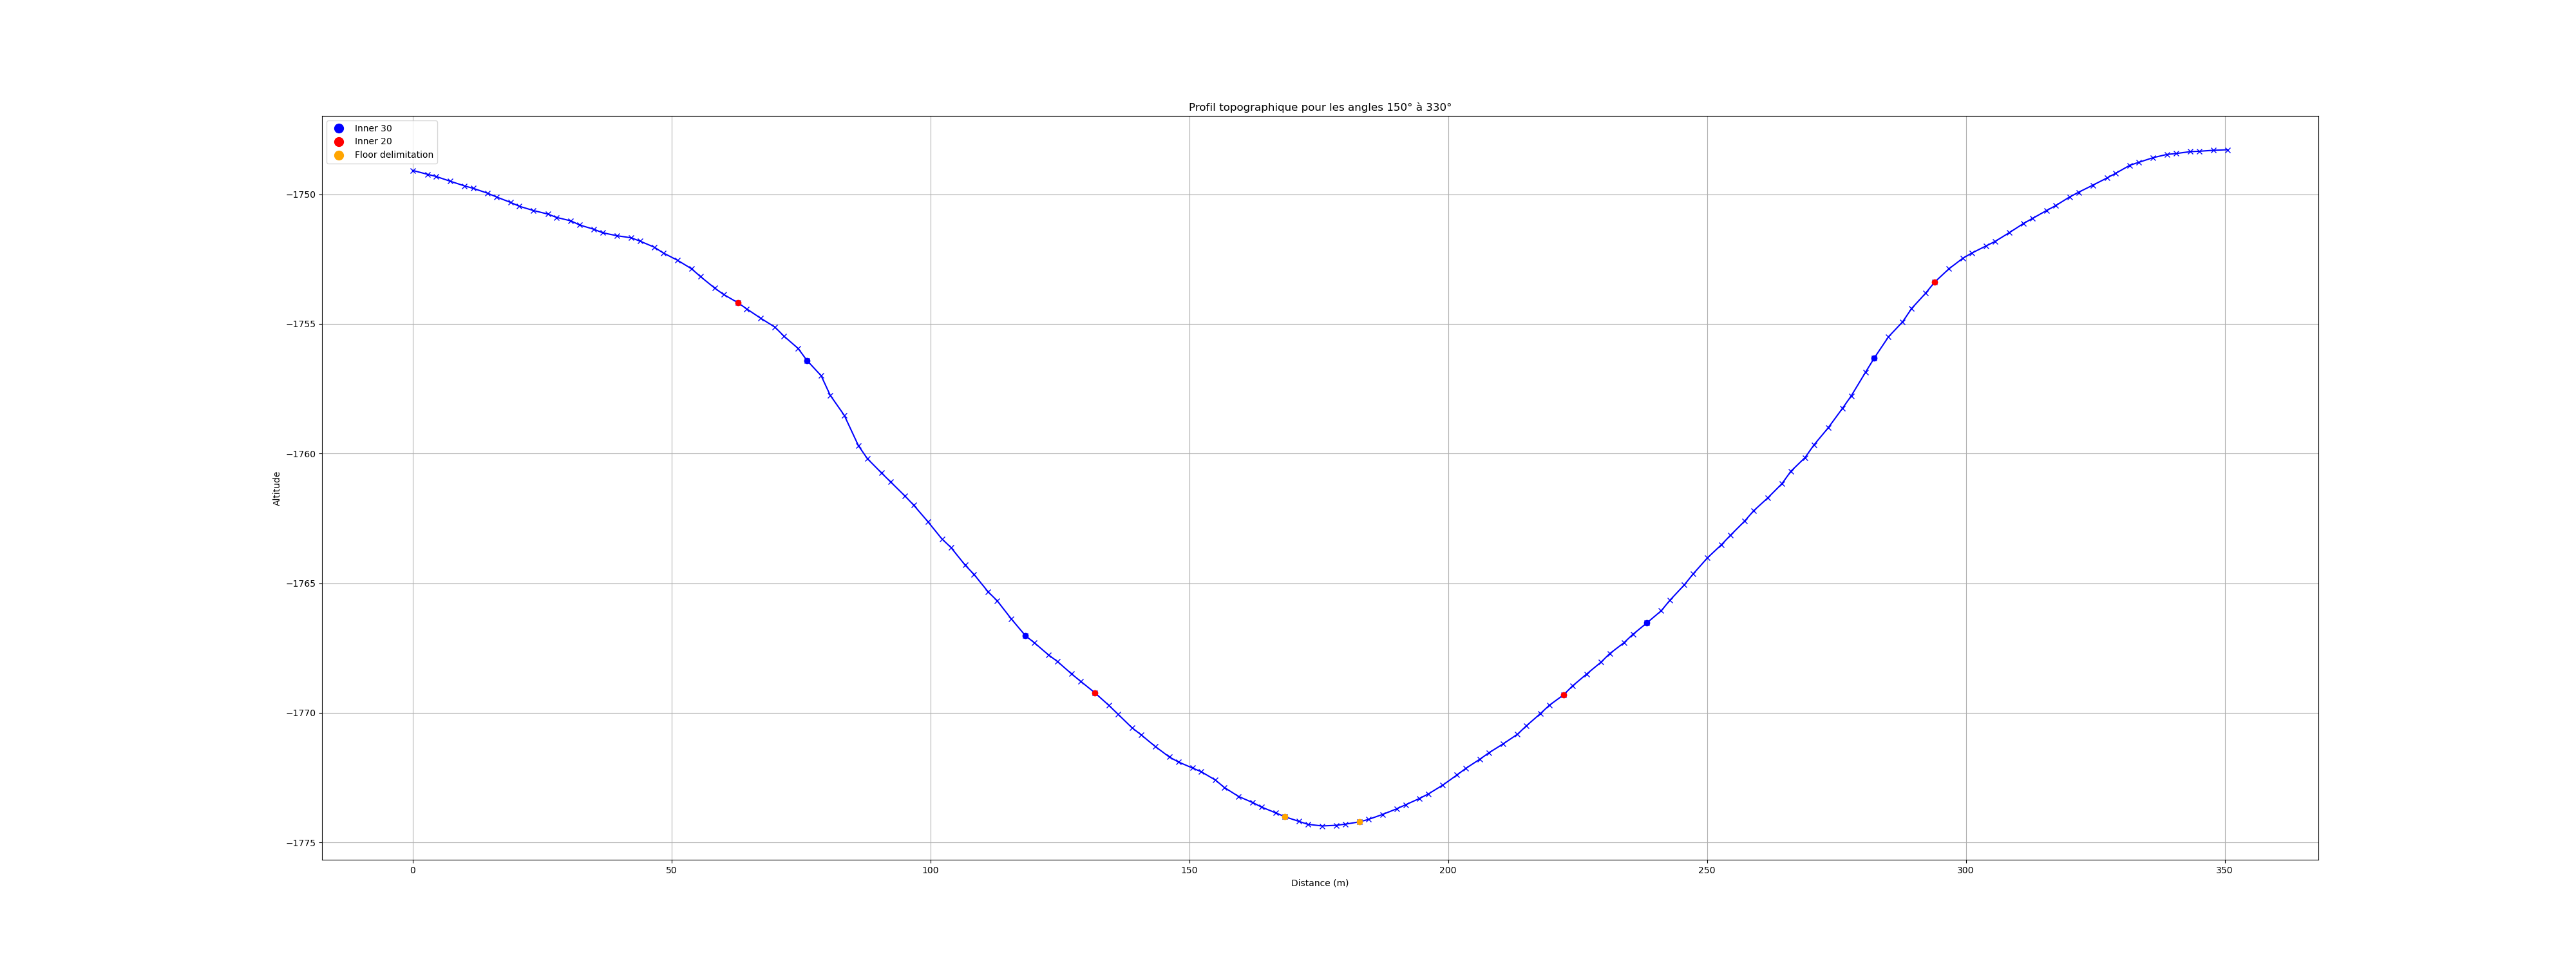 Profil topographique pour les angles 150° à 330°
Inner 30
Inner 20
Floor delimitation
−1750
−1755
−1760
−1765
−1770
−1775
Altitude
0 50 100 150 200 250 300 350
Distance (m)